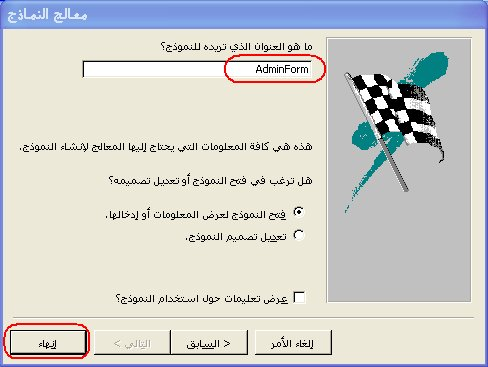 معالج النماذج
ما هو العنوان الذي تريده للنموذج؟
AdminForm
هذه هي كافة المعلومات التي يحتاج إليها المعالج لإنشاء النموذج.
هل ترغب في فتح النموذج أو تعديل تصميمه؟
فتح النموذج لعرض المعلومات أو إدخالها.
تعديل تصميم النموذج.
عرض تعليمات حول استخدام النموذج؟
إلغاء الأمر
< السابق
التالي >
إنهاء